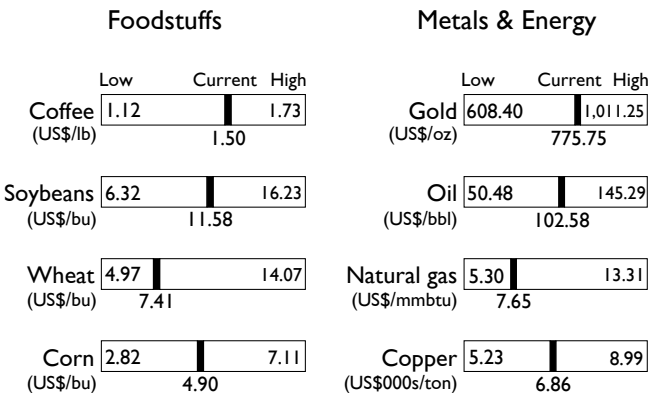 Foodstuffs
Low Current High
Coffee 1.12 1.73
(US$/lb) 1.50
Soybeans 6.32 16.23
(US$/bu) 11.58
Wheat 4.97 14.07
(US$/bu) 7.41
Corn 2.82 7.11
(US$/bu) 4.90
Metals & Energy
Low Current High
Gold 608.40 1,011.25
(US$/oz) 775.75
Oil 50.48 145.29
(US$/bbl) 102.58
Natural gas 5.30 13.31
(US$/mmbtu) 7.65
Copper 5.23 8.99
(US$000s/ton) 6.86